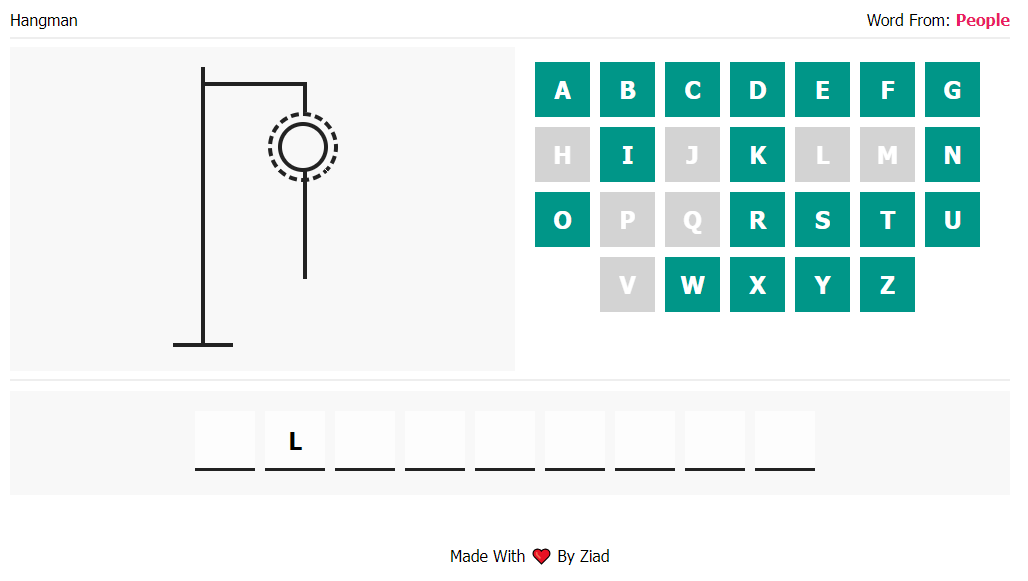 Hangman
Word From: People
A B C D E F G
H I J K L M N
O P Q R S T U
V W X Y Z
L
Made With ❤️ By Ziad